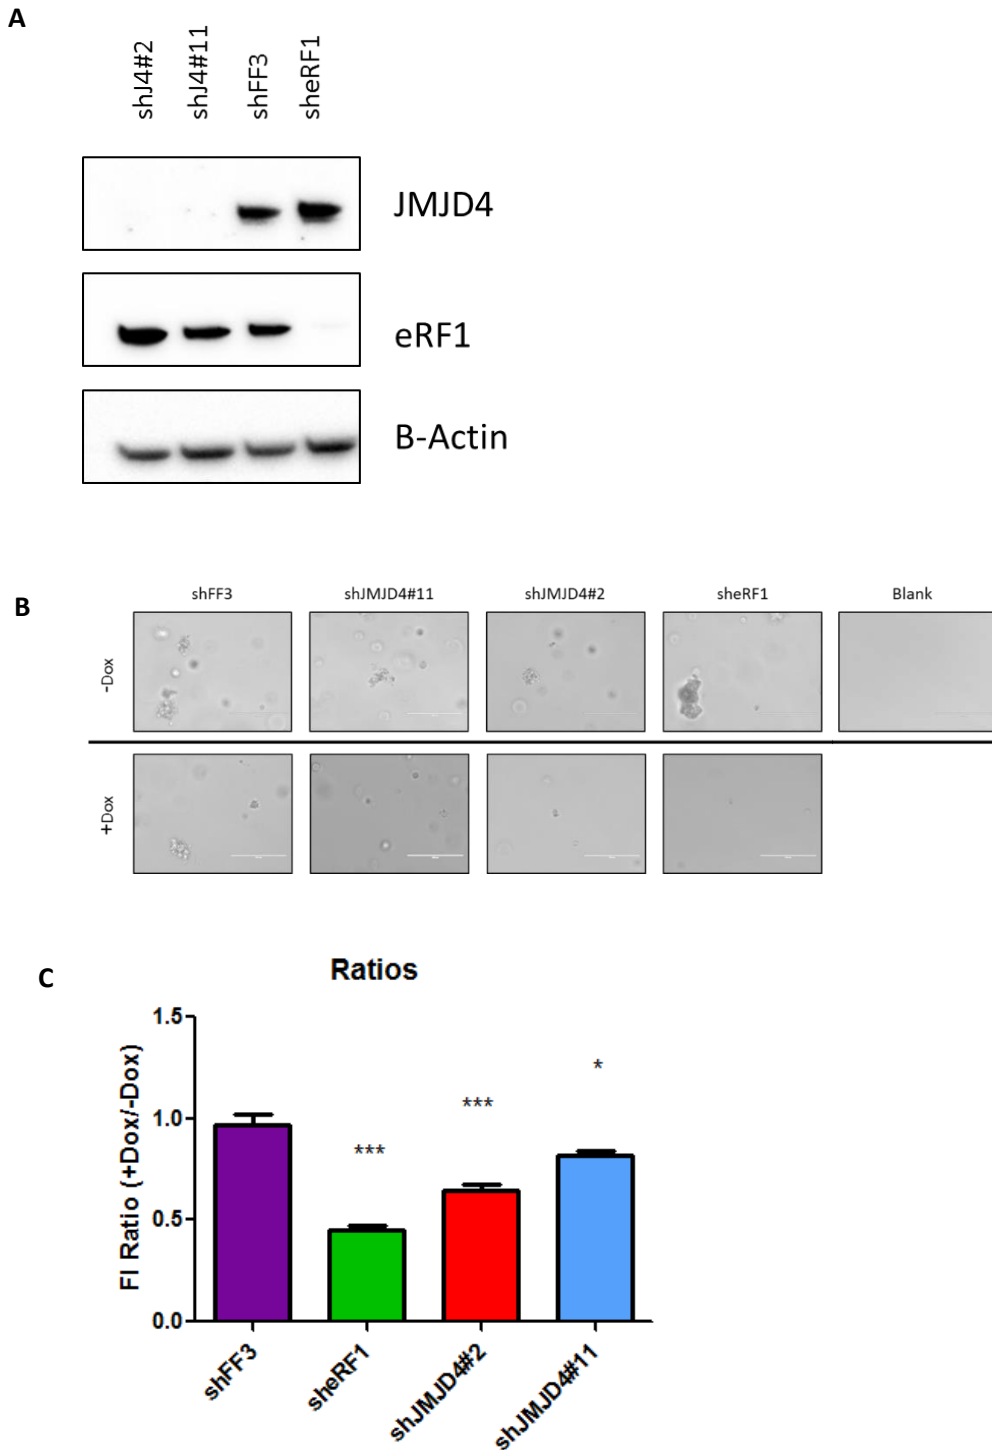 A
shJ4#2 shJ4#11 shFF3 sheRF1
JMJD4
eRF1
B-Actin
B
shFF3 shJMJD4#11 shJMJD4#2 sheRF1 Blank
-Dox
+Dox
C
Ratios
FI Ratio (+Dox/-Dox)
1.5
1.0
0.5
0.0
***
***
*
shFF3 sheRF1 shJMJD4#2 shJMJD4#11